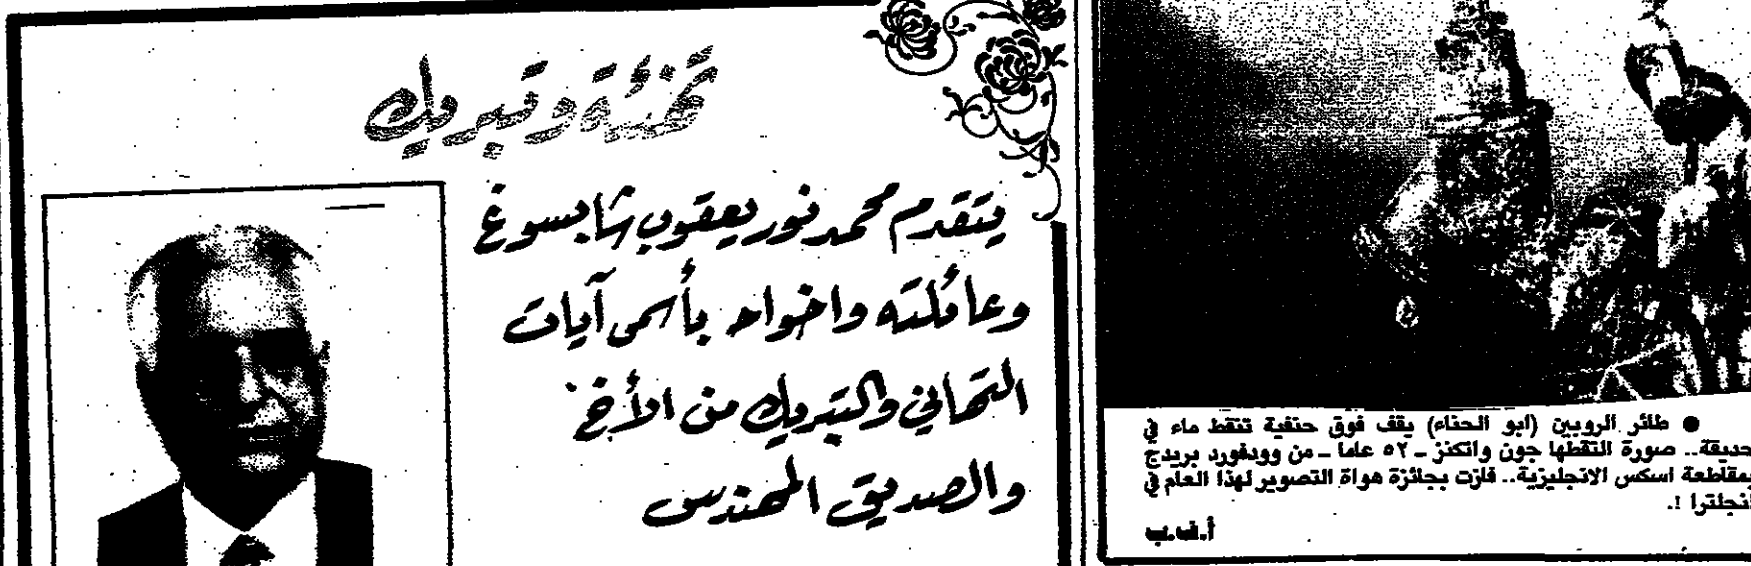 تهنئة وتبريك
يتقدم محمد نور يعقوب شابسوغ
وعائلته واخوانه بأسمى آيات
التهاني والتبريك من الأخ
والصديق المهندس
● طائر الروبين (ابو الحناء) يقف فوق حنفية تنقط ماء في
حديقة.. صورة التقطها جون واتكنز ـ ٥٢ عاما ـ من وودفورد بريدج
بمقاطعة اسكس الانجليزية.. فازت بجائزة هواة التصوير لهذا العام في
انجلترا !.
أ.ف.ب